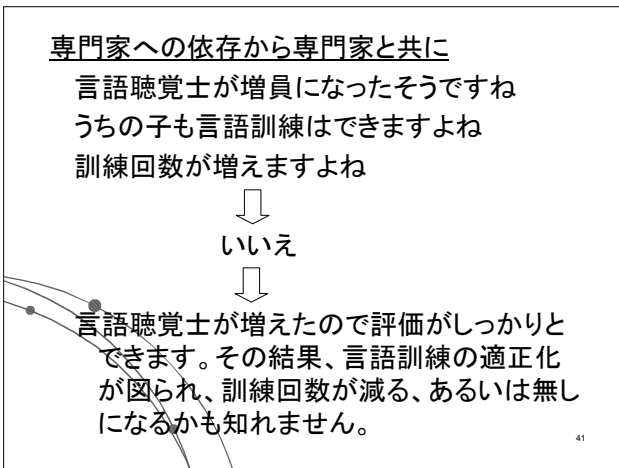 専門家への依存から専門家と共に
言語聴覚士が増員になったそうですね
うちの子も言語訓練はできますよね
訓練回数が増えますよね
いいえ
言語聴覚士が増えたので評価がしっかりと
できます。その結果、言語訓練の適正化
が図られ、訓練回数が減る、あるいは無し
になるかも知れません。
41